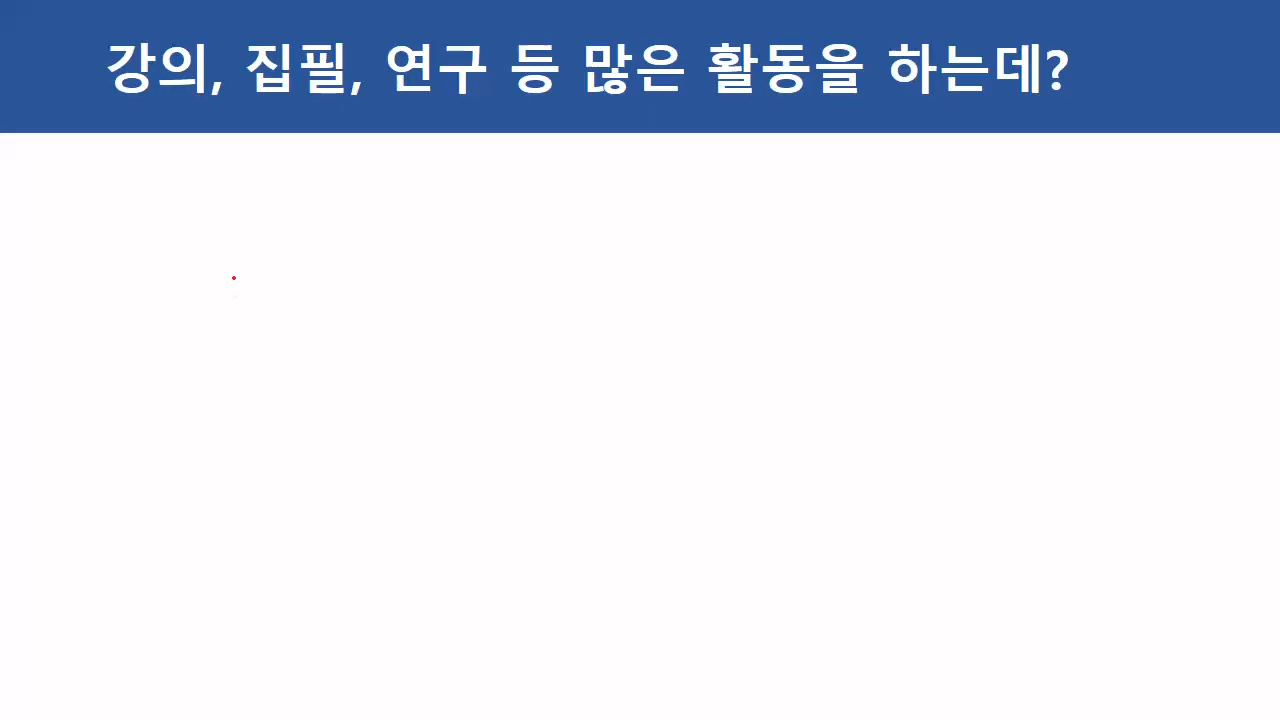 강의, 집필, 연구 등 많은 활동을 하는데?